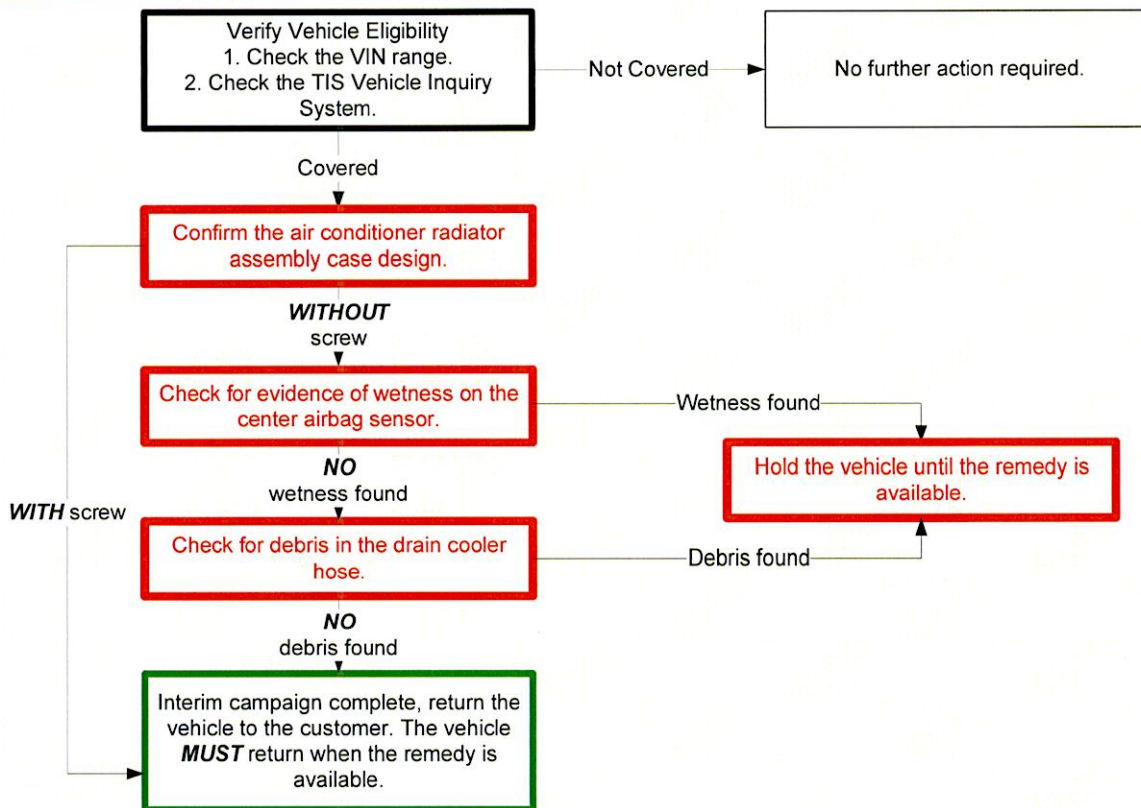 Verify Vehicle Eligibility
1. Check the VIN range.
2. Check the TIS Vehicle Inquiry
System.
Not Covered
No further action required.
Covered
Confirm the air conditioner radiator
assembly case design.
WITHOUT
screw
Check for evidence of wetness on the
center airbag sensor.
Wetness found
Hold the vehicle until the remedy is
available.
NO
wetness found
WITH screw
Check for debris in the drain cooler
hose.
Debris found
NO
debris found
Interim campaign complete, return the
vehicle to the customer. The vehicle
MUST return when the remedy is
available.